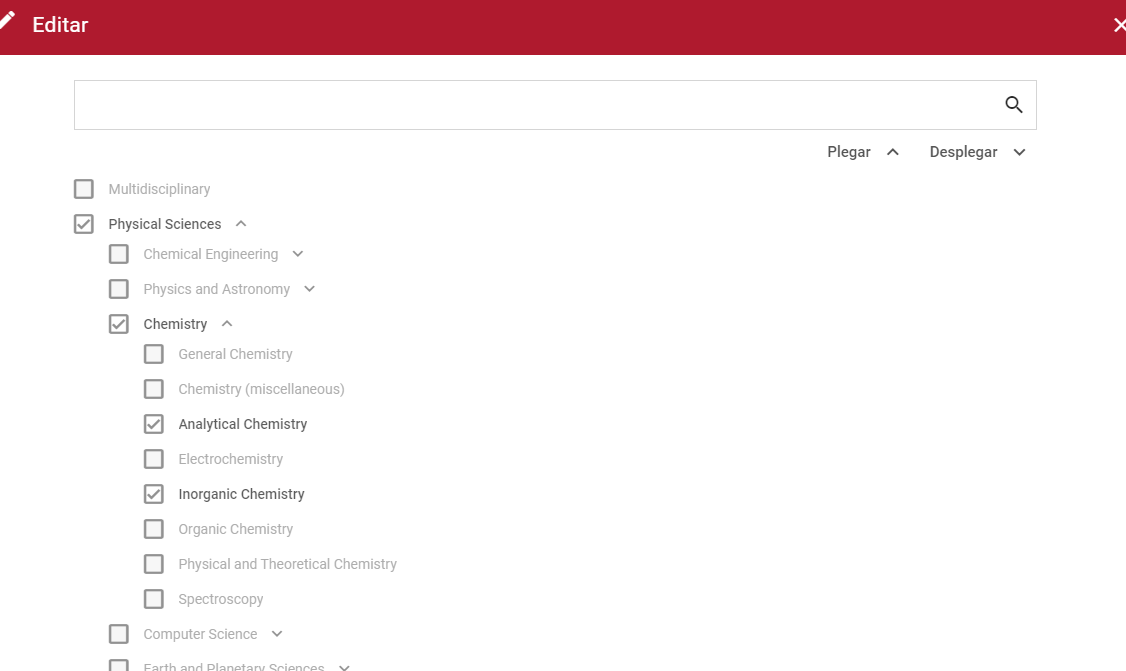 Editar
Plegar Desplegar
Multidisciplinary
Physical Sciences
Chemical Engineering
Physics and Astronomy
Chemistry
General Chemistry
Chemistry (miscellaneous)
Analytical Chemistry
Electrochemistry
Inorganic Chemistry
Organic Chemistry
Physical and Theoretical Chemistry
Spectroscopy
Computer Science
Earth and Planetary Sciences